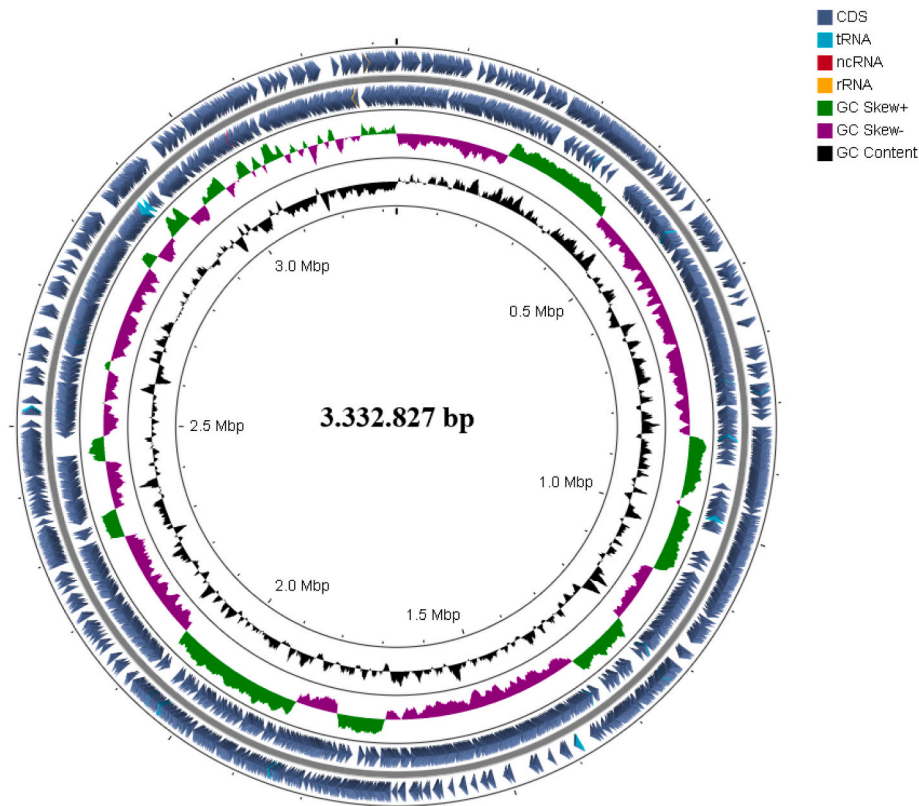 CDS
tRNA
ncRNA
rRNA
GC Skew+
GC Skew-
GC Content
3.0 Mbp
0.5 Mbp
3.332.827 bp
2.5 Mbp
1.0 Mbp
2.0 Mbp
1.5 Mbp